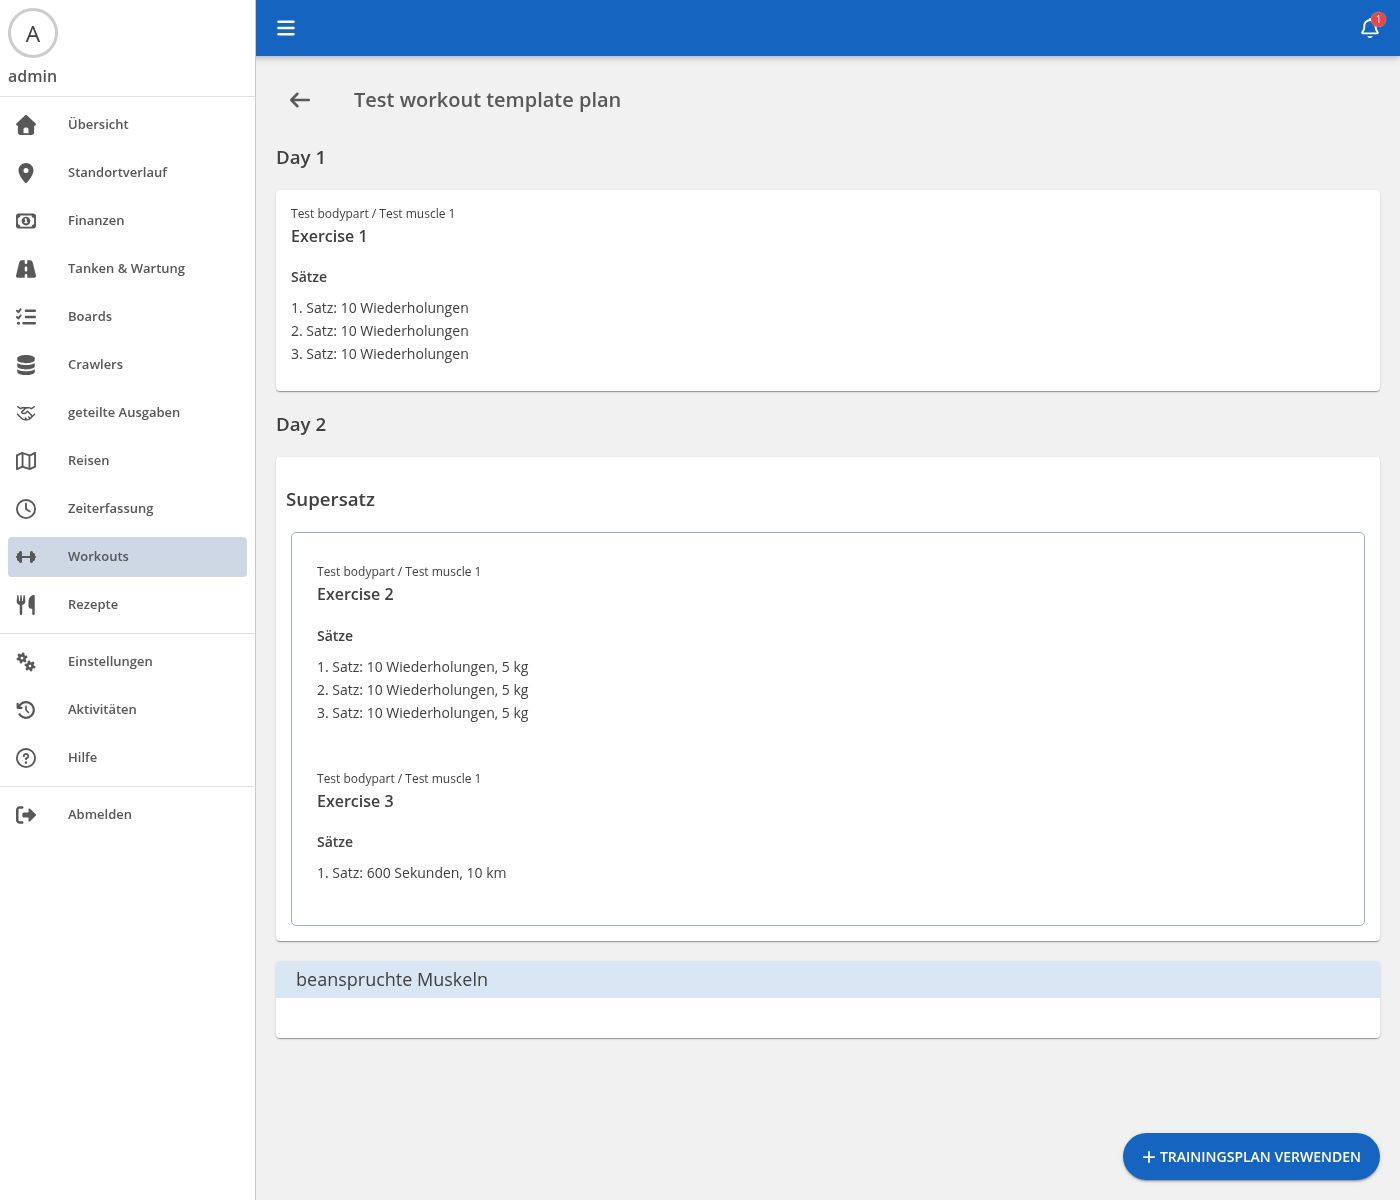 A
admin
Übersicht
Standortverlauf
Finanzen
Tanken & Wartung
Boards
Crawlers
geteilte Ausgaben
Reisen
Zeiterfassung
Workouts
Rezepte
Einstellungen
Aktivitäten
Hilfe
Abmelden
1
Test workout template plan
Day 1
Test bodypart / Test muscle 1
Exercise 1
Sätze
1. Satz: 10 Wiederholungen
2. Satz: 10 Wiederholungen
3. Satz: 10 Wiederholungen
Day 2
Supersatz
Test bodypart / Test muscle 1
Exercise 2
Sätze
1. Satz: 10 Wiederholungen, 5 kg
2. Satz: 10 Wiederholungen, 5 kg
3. Satz: 10 Wiederholungen, 5 kg
Test bodypart / Test muscle 1
Exercise 3
Sätze
1. Satz: 600 Sekunden, 10 km
beanspruchte Muskeln
TRAININGSPLAN VERWENDEN